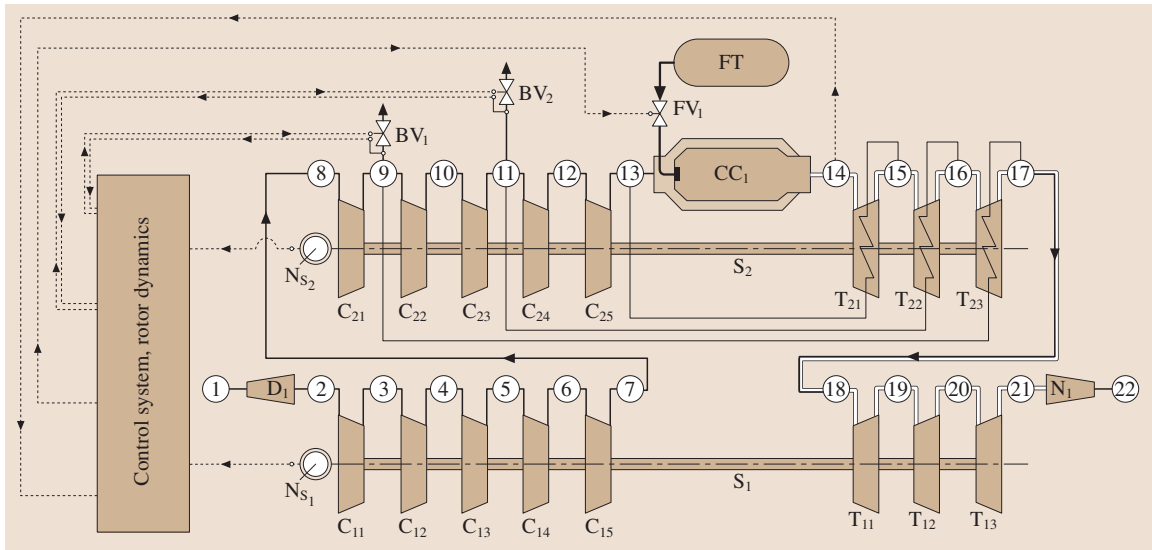 FT
BV₂
FV₁
BV₁
8
9
10
11
12
13
CC₁
14
15
16
17
Control system, rotor dynamics
N_S₂
S₂
C₂₁
C₂₂
C₂₃
C₂₄
C₂₅
T₂₁
T₂₂
T₂₃
1
D₁
2
3
4
5
6
7
18
19
20
21
N₁
22
N_S₁
S₁
C₁₁
C₁₂
C₁₃
C₁₄
C₁₅
T₁₁
T₁₂
T₁₃